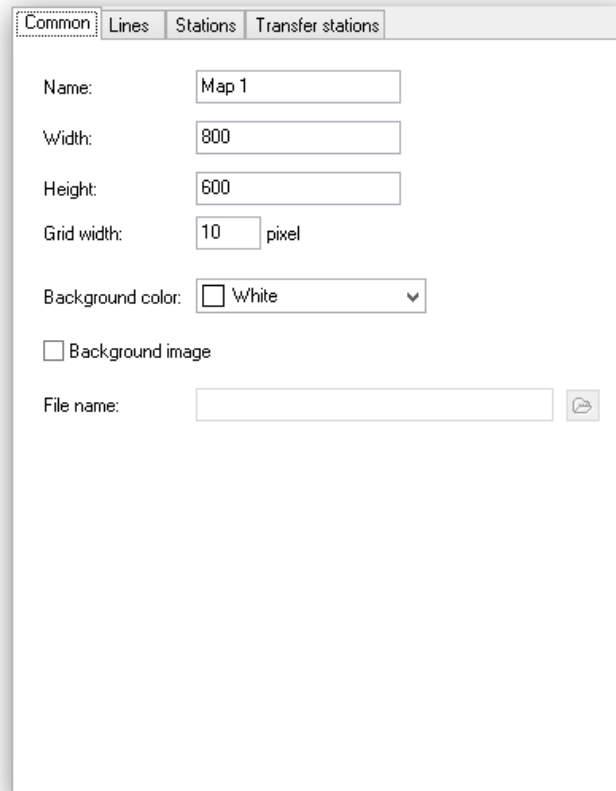 Common Lines Stations Transfer stations
Name: Map 1
Width: 800
Height: 600
Grid width: 10 pixel
Background color: White
Background image
File name: